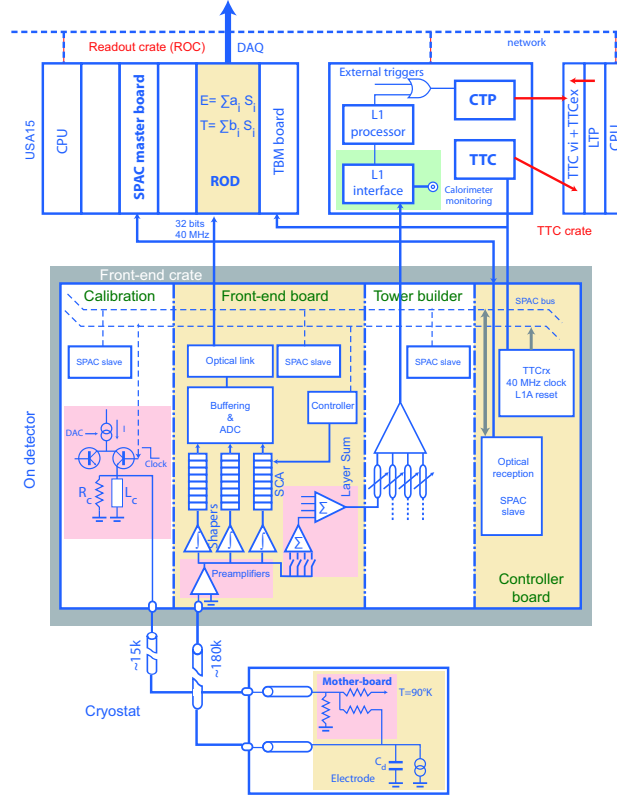 Readout crate (ROC)
DAQ
network
USA15
CPU
SPAC master board
E= ∑aᵢ Sᵢ
T= ∑bᵢ Sᵢ
ROD
TBM board
External triggers
CTP
L1
processor
TTC
L1
interface
Calorimeter
monitoring
TTC vi + TTCex
LTP
CPU
TTC crate
32 bits
40 MHz
Front-end crate
On detector
Calibration
Front-end board
Tower builder
SPAC bus
SPAC slave
Optical link
SPAC slave
SPAC slave
TTCrx
40 MHz clock
L1A reset
Buffering
&
ADC
Controller
DAC
I
Clock
R_c
L_c
SCA
Layer Sum
Shapers
∫
∫
∫
∑
∑
Optical
reception
SPAC
slave
Preamplifiers
Controller
board
~15k
~180k
Cryostat
Mother-board
T=90°K
C_d
Electrode